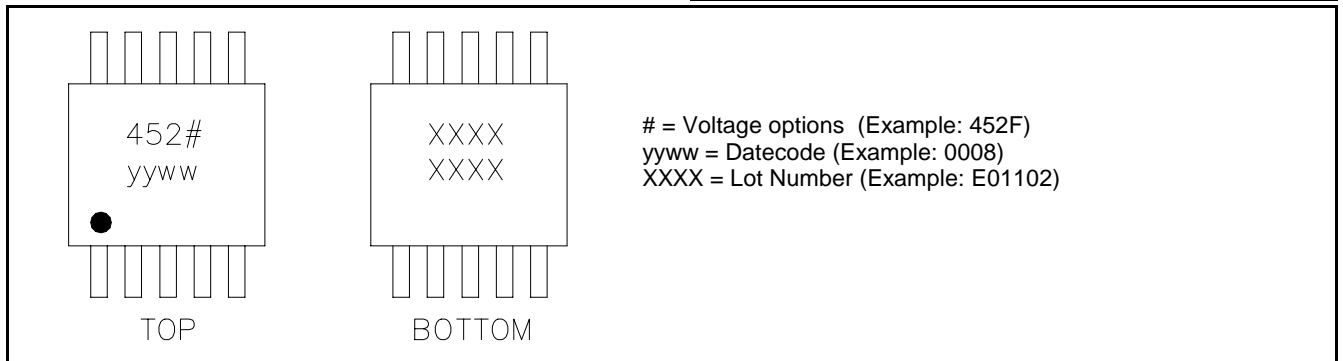 452#
yyww
TOP
XXXX
XXXX
BOTTOM
# = Voltage options (Example: 452F)
yyww = Datecode (Example: 0008)
XXXX = Lot Number (Example: E01102)